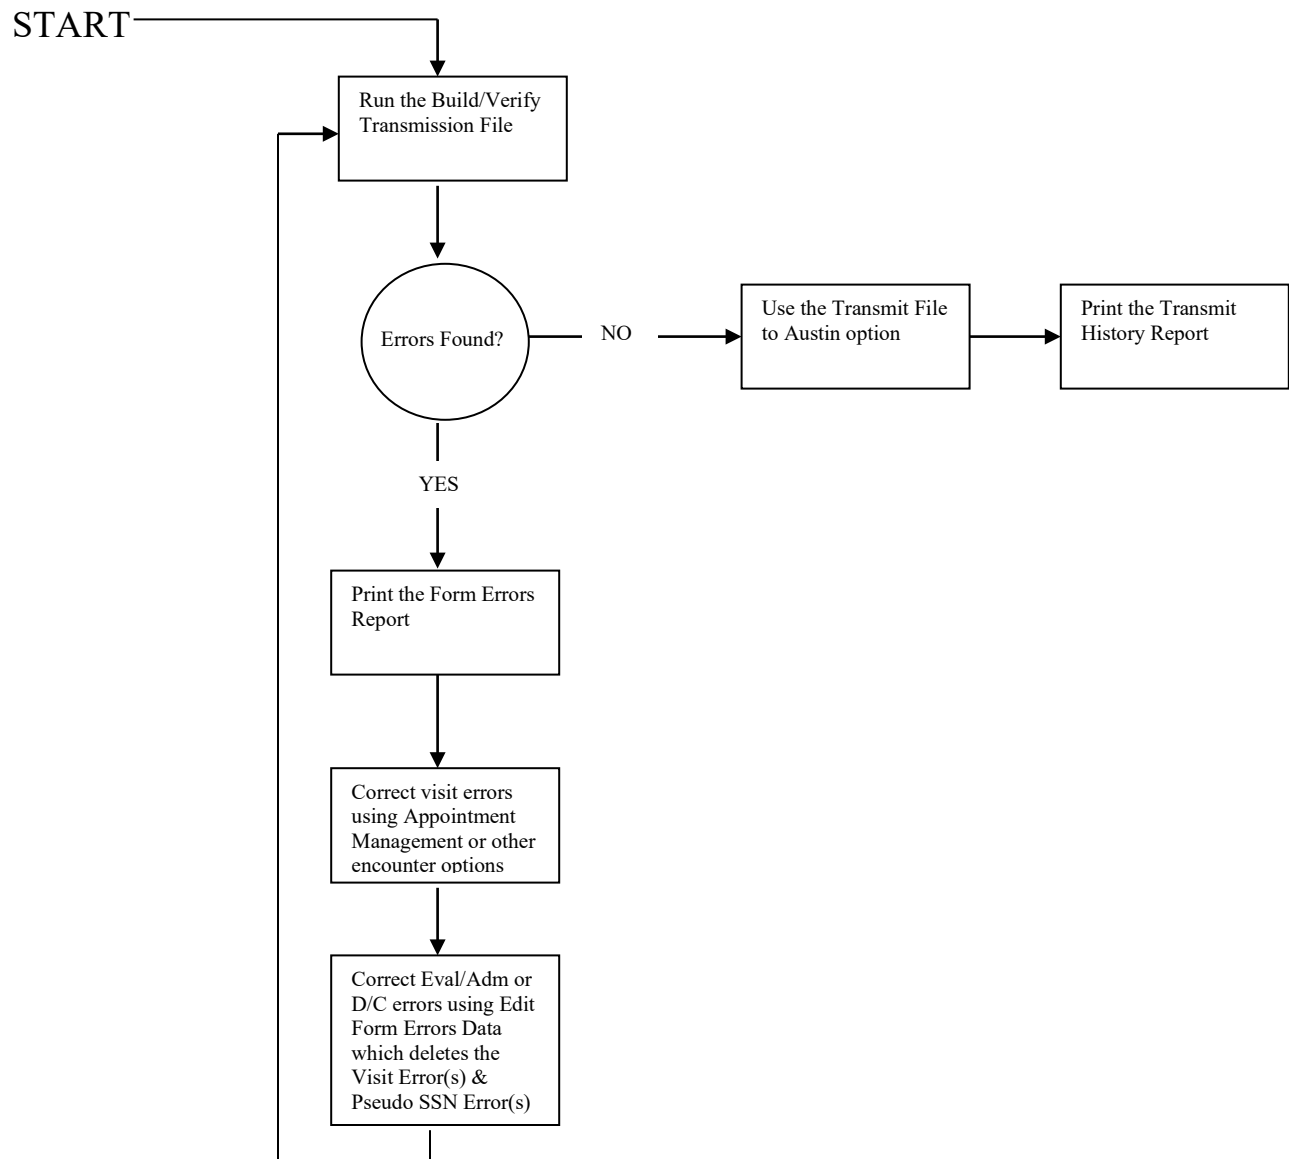 START
Run the Build/Verify
Transmission File
Errors Found?
NO
Use the Transmit File
to Austin option
Print the Transmit
History Report
YES
Print the Form Errors
Report
Correct visit errors
using Appointment
Management or other
encounter options
Correct Eval/Adm or
D/C errors using Edit
Form Errors Data
which deletes the
Visit Error(s) &
Pseudo SSN Error(s)